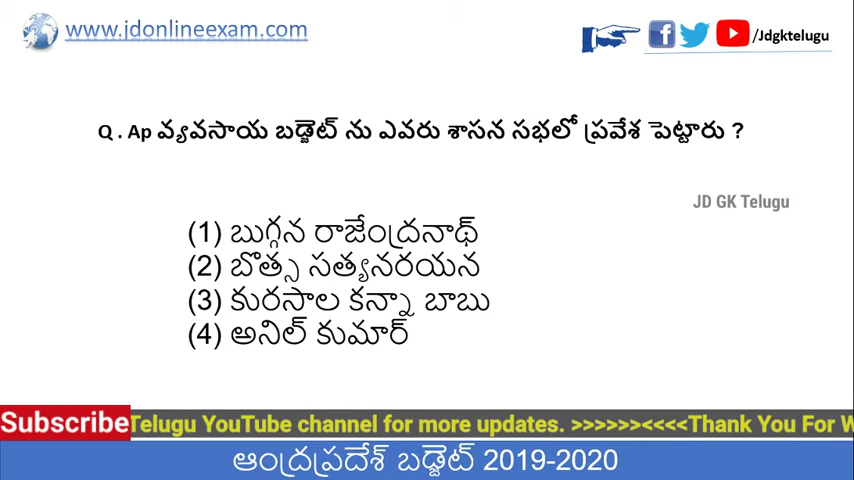 www.jdonlineexam.com
/Jdgktelugu
Q . Ap వ్యవసాయ బడ్జెట్ ను ఎవరు శాసన సభలో ప్రవేశ పెట్టారు ?
JD GK Telugu
(1) బుగ్గన రాజేంద్రనాథ్
(2) బొత్స సత్యనరయన
(3) కురసాల కన్నా బాబు
(4) అనిల్ కుమార్
Subscribe Telugu YouTube channel for more updates. >>>>>><<<<Thank You For W
ఆంద్రప్రదేశ్ బడ్జెట్ 2019-2020